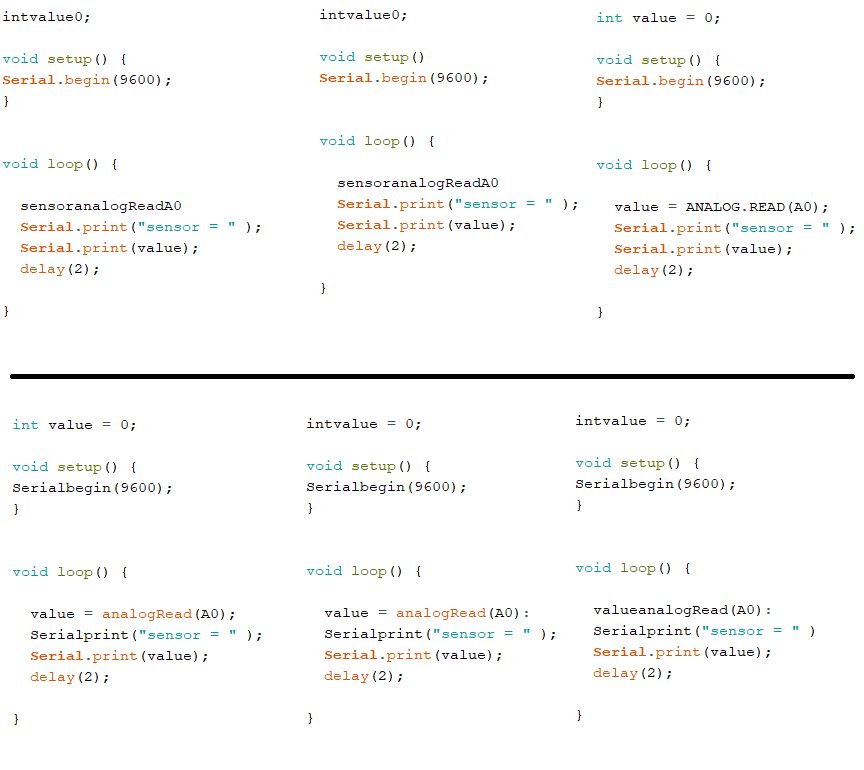 intvalue0;
void setup() {
Serial.begin(9600);
}
void loop() {
sensoranalogReadA0
Serial.print("sensor = " );
Serial.print(value);
delay(2);
}
intvalue0;
void setup()
Serial.begin(9600);
void loop() {
sensoranalogReadA0
Serial.print("sensor = " );
Serial.print(value);
delay(2);
}
int value = 0;
void setup() {
Serial.begin(9600);
}
void loop() {
value = ANALOG.READ(A0);
Serial.print("sensor = " );
Serial.print(value);
delay(2);
}
int value = 0;
void setup() {
Serialbegin(9600);
}
void loop() {
value = analogRead(A0);
Serialprint("sensor = " );
Serial.print(value);
delay(2);
}
intvalue = 0;
void setup() {
Serialbegin(9600);
}
void loop() {
value = analogRead(A0):
Serialprint("sensor = " );
Serial.print(value);
delay(2);
}
intvalue = 0;
void setup() {
Serialbegin(9600);
}
void loop() {
valueanalogRead(A0):
Serialprint("sensor = " )
Serial.print(value);
delay(2);
}